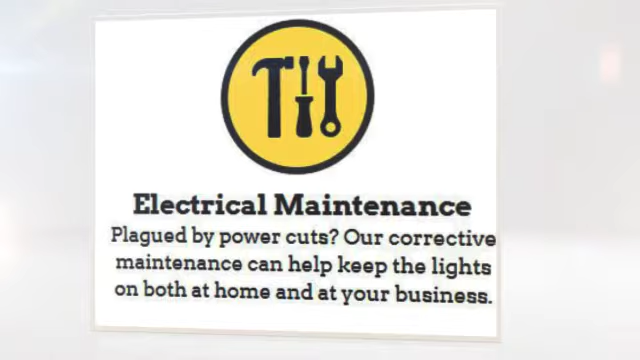 Electrical Maintenance
Plagued by power cuts? Our corrective
maintenance can help keep the lights
on both at home and at your business.